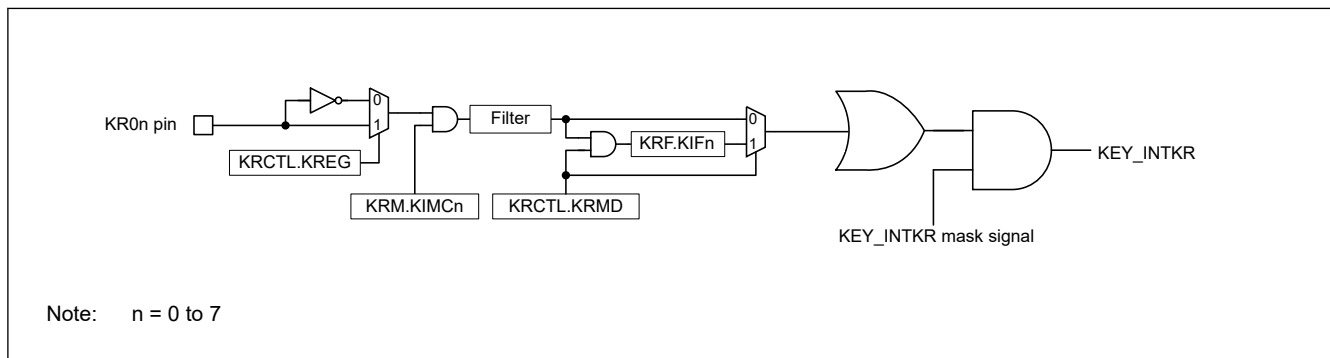 KR0n pin
0
1
KRCTL.KREG
KRM.KIMCn
Filter
KRF.KIFn
0
1
KRCTL.KRMD
KEY_INTKR
KEY_INTKR mask signal
Note: n = 0 to 7